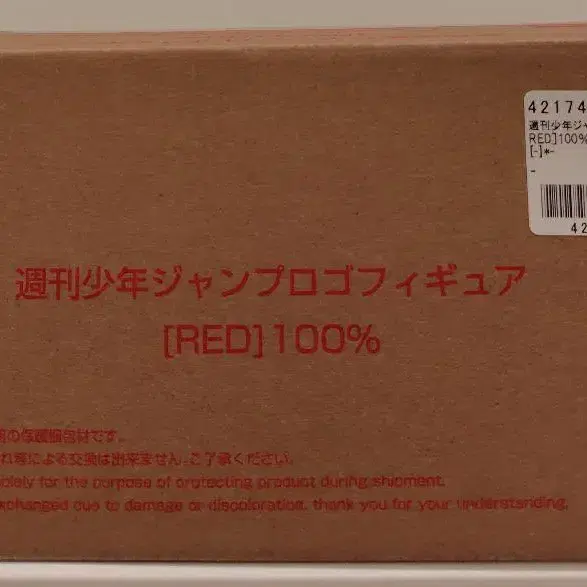 42174
週刊少年ジャ
RED]100%
[-]*-
-
42
週刊少年ジャンプロゴフィギュア
[RED]100%
の保護梱包材です。
れ等による交換は出来ません。ご了承ください。
olely for the purpose of protecting product during shipment.
xchanged due to damage or discoloration. thank you for your understanding.